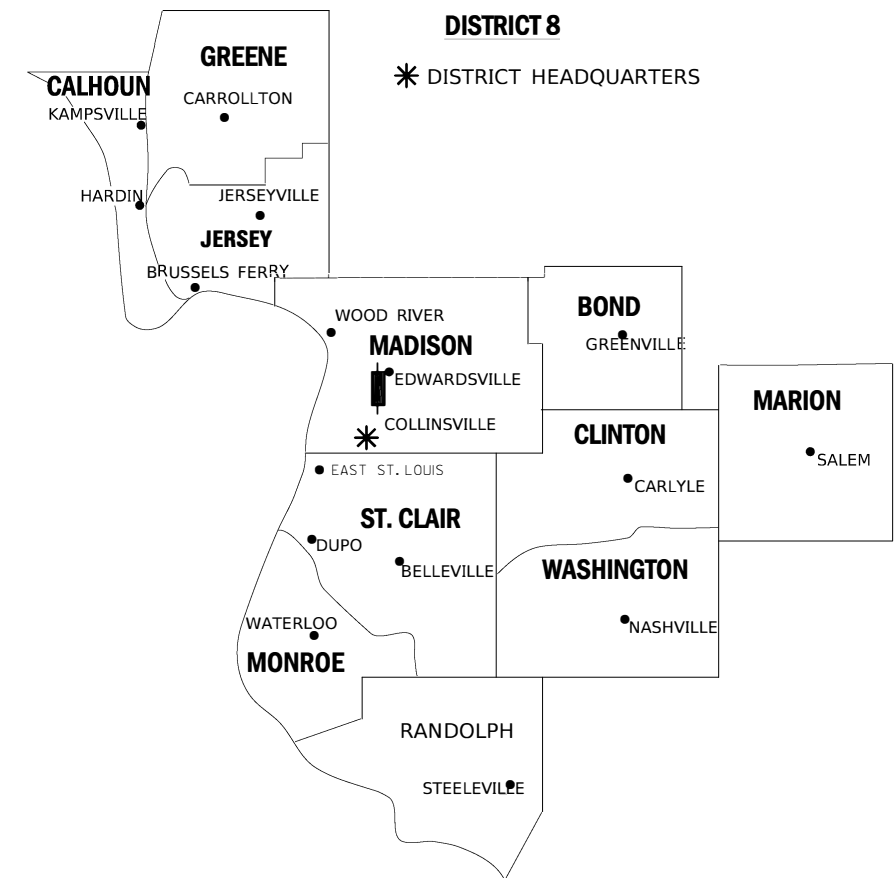 DISTRICT 8
DISTRICT HEADQUARTERS
GREENE
CARROLLTON
CALHOUN
KAMPSVILLE
HARDIN
JERSEYVILLE
JERSEY
BRUSSELS FERRY
WOOD RIVER
MADISON
EDWARDSVILLE
COLLINSVILLE
BOND
GREENVILLE
MARION
SALEM
CLINTON
CARLYLE
EAST ST. LOUIS
ST. CLAIR
DUPO
BELLEVILLE
WASHINGTON
NASHVILLE
WATERLOO
MONROE
RANDOLPH
STEELEVILLE